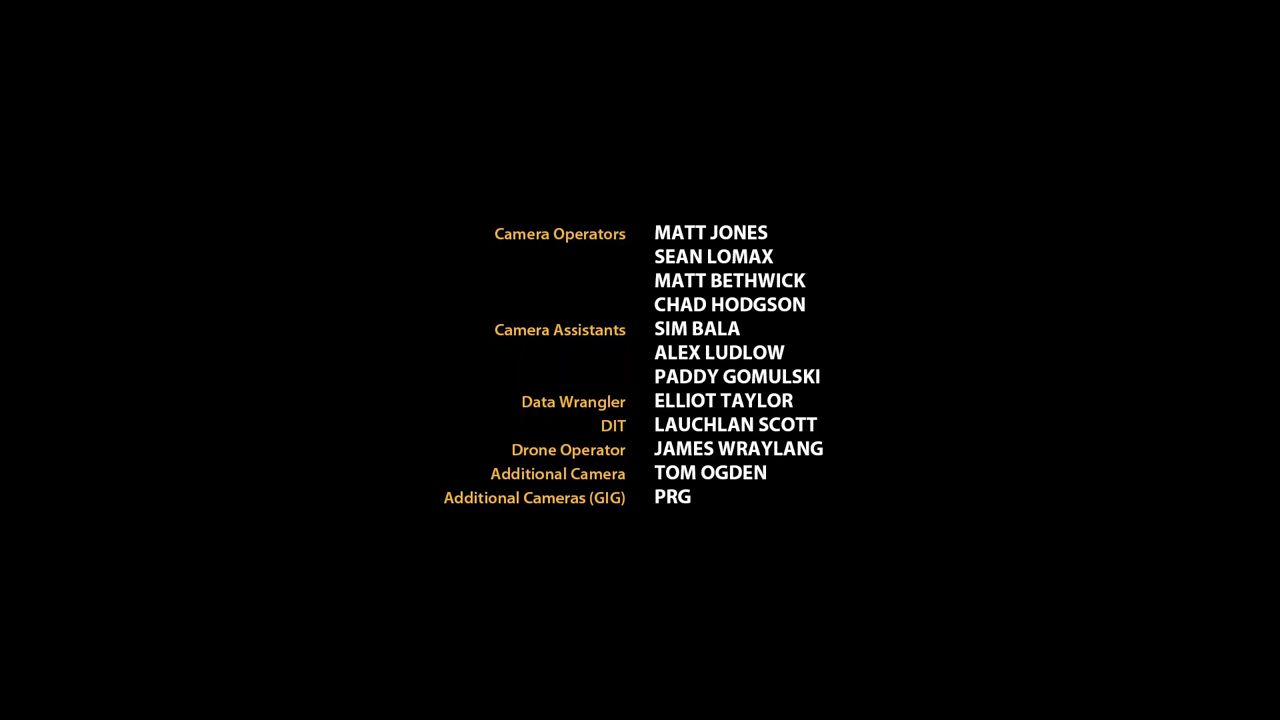 Camera Operators MATT JONES
SEAN LOMAX
MATT BETHWICK
CHAD HODGSON
Camera Assistants SIM BALA
ALEX LUDLOW
PADDY GOMULSKI
Data Wrangler ELLIOT TAYLOR
DIT LAUCHLAN SCOTT
Drone Operator JAMES WRAYLANG
Additional Camera TOM OGDEN
Additional Cameras (GIG) PRG